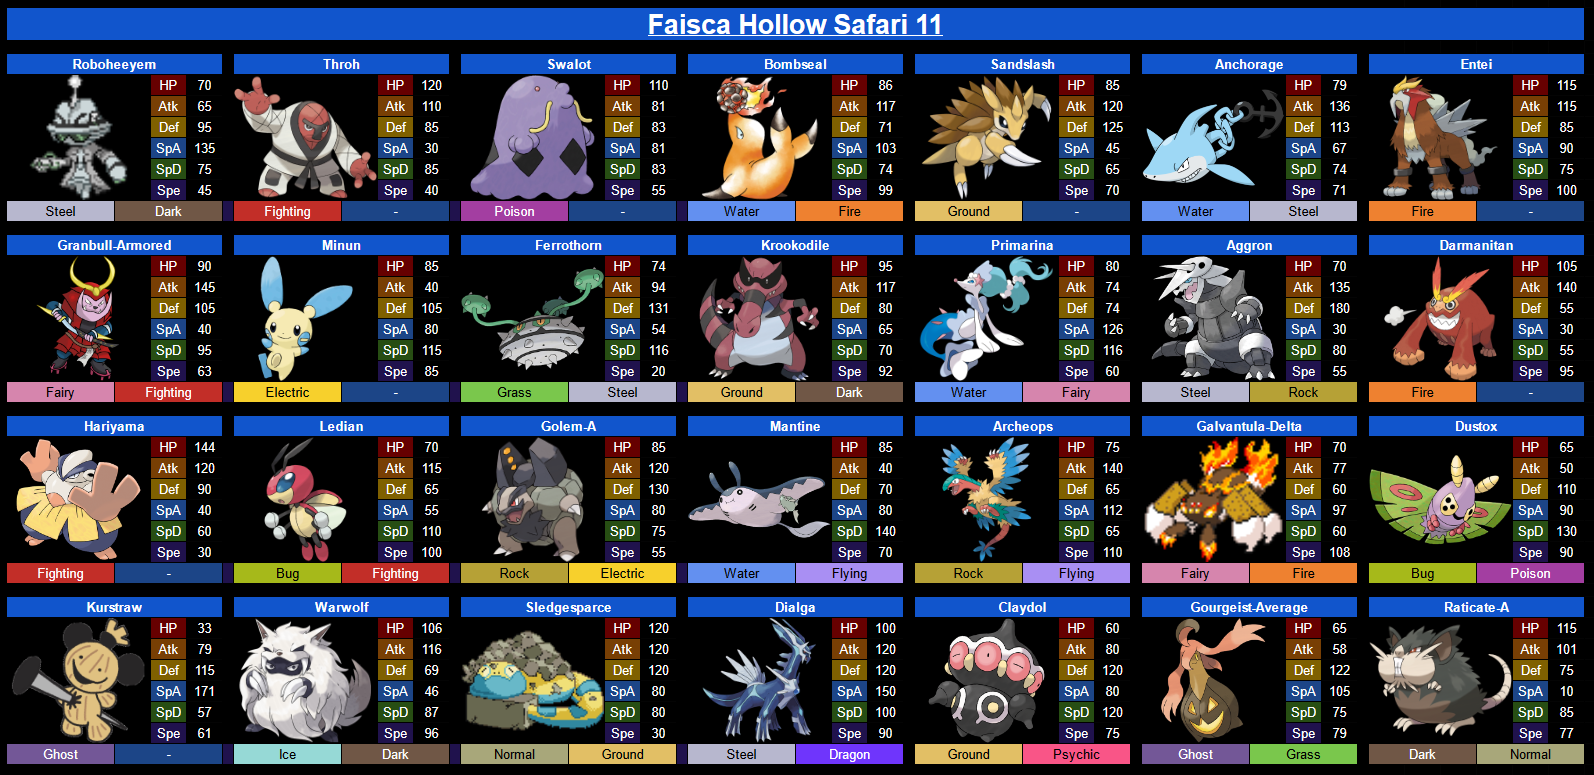 Faisca Hollow Safari 11
Roboheeyem Throh Swalot Bombseal Sandslash Anchorage Entei
HP 70 HP 120 HP 110 HP 86 HP 85 HP 79 HP 115
Atk 65 Atk 110 Atk 81 Atk 117 Atk 120 Atk 136 Atk 115
Def 95 Def 85 Def 83 Def 71 Def 125 Def 113 Def 85
SpA 135 SpA 30 SpA 81 SpA 103 SpA 45 SpA 67 SpA 90
SpD 75 SpD 85 SpD 83 SpD 74 SpD 65 SpD 74 SpD 75
Spe 45 Spe 40 Spe 55 Spe 99 Spe 70 Spe 71 Spe 100
Steel Dark Fighting - Poison - Water Fire Ground - Water Steel Fire -
Granbull-Armored Minun Ferrothorn Krookodile Primarina Aggron Darmanitan
HP 90 HP 85 HP 74 HP 95 HP 80 HP 70 HP 105
Atk 145 Atk 40 Atk 94 Atk 117 Atk 74 Atk 135 Atk 140
Def 105 Def 105 Def 131 Def 80 Def 74 Def 180 Def 55
SpA 40 SpA 80 SpA 54 SpA 65 SpA 126 SpA 30 SpA 30
SpD 95 SpD 115 SpD 116 SpD 70 SpD 116 SpD 80 SpD 55
Spe 63 Spe 85 Spe 20 Spe 92 Spe 60 Spe 55 Spe 95
Fairy Fighting Electric - Grass Steel Ground Dark Water Fairy Steel Rock Fire -
Hariyama Ledian Golem-A Mantine Archeops Galvantula-Delta Dustox
HP 144 HP 70 HP 85 HP 85 HP 75 HP 70 HP 65
Atk 120 Atk 115 Atk 120 Atk 40 Atk 140 Atk 77 Atk 50
Def 90 Def 65 Def 130 Def 70 Def 65 Def 60 Def 110
SpA 40 SpA 55 SpA 80 SpA 80 SpA 112 SpA 97 SpA 90
SpD 60 SpD 110 SpD 75 SpD 140 SpD 65 SpD 60 SpD 130
Spe 30 Spe 100 Spe 55 Spe 70 Spe 110 Spe 108 Spe 90
Fighting - Bug Fighting Rock Electric Water Flying Rock Flying Fairy Fire Bug Poison
Kurstraw Warwolf Sledgesparce Dialga Claydol Gourgeist-Average Raticate-A
HP 33 HP 106 HP 120 HP 100 HP 60 HP 65 HP 115
Atk 79 Atk 116 Atk 120 Atk 120 Atk 80 Atk 58 Atk 101
Def 115 Def 69 Def 120 Def 120 Def 120 Def 122 Def 75
SpA 171 SpA 46 SpA 80 SpA 150 SpA 80 SpA 105 SpA 10
SpD 57 SpD 87 SpD 80 SpD 100 SpD 120 SpD 75 SpD 85
Spe 61 Spe 96 Spe 30 Spe 90 Spe 75 Spe 79 Spe 77
Ghost - Ice Dark Normal Ground Steel Dragon Ground Psychic Ghost Grass Dark Normal